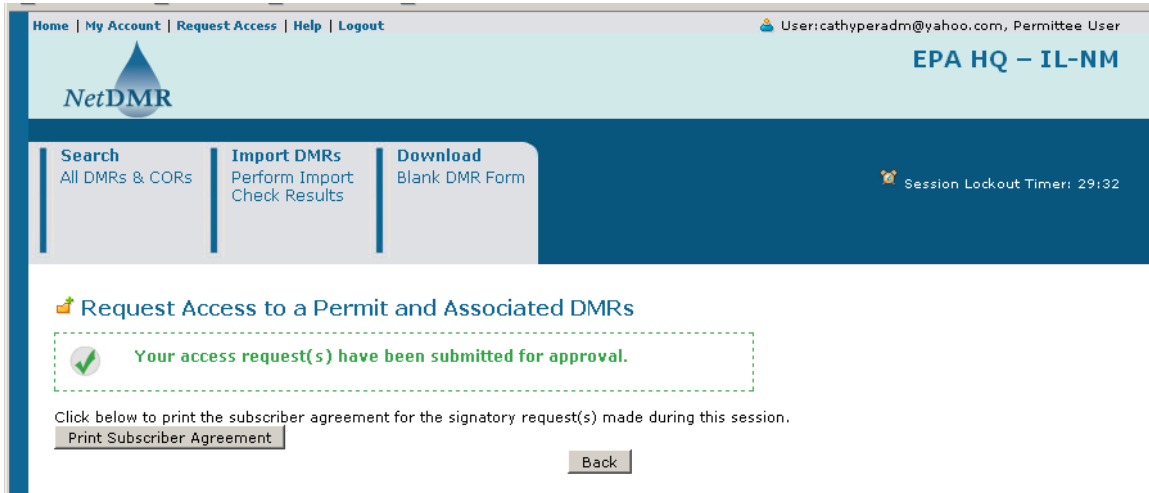 Home | My Account | Request Access | Help | Logout
User:cathyperadm@yahoo.com, Permittee User
EPA HQ – IL-NM
NetDMR
Search
All DMRs & CORs
Import DMRs
Perform Import
Check Results
Download
Blank DMR Form
Session Lockout Timer: 29:32
Request Access to a Permit and Associated DMRs
Your access request(s) have been submitted for approval.
Click below to print the subscriber agreement for the signatory request(s) made during this session.
Print Subscriber Agreement
Back